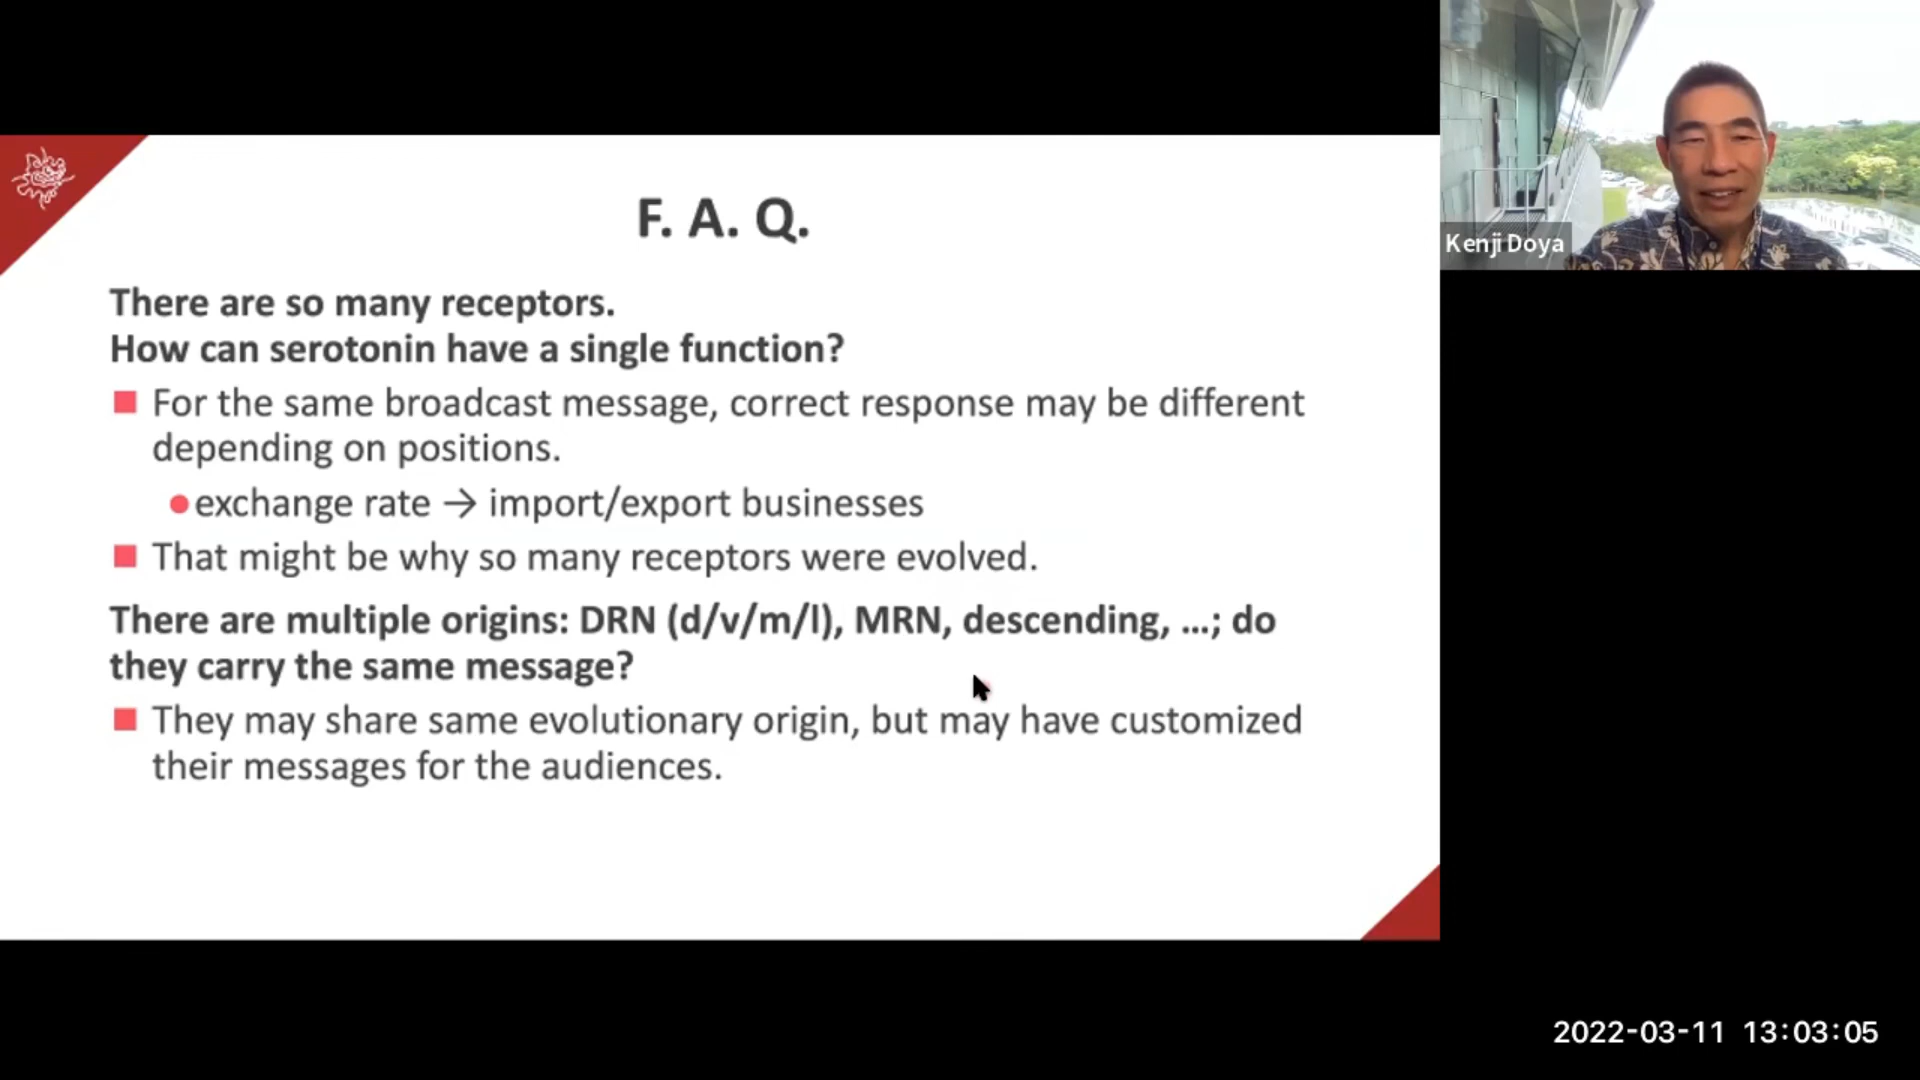 F. A. Q.
There are so many receptors.
How can serotonin have a single function?
For the same broadcast message, correct response may be different
depending on positions.
exchange rate → import/export businesses
That might be why so many receptors were evolved.
There are multiple origins: DRN (d/v/m/l), MRN, descending, ...; do
they carry the same message?
They may share same evolutionary origin, but may have customized
their messages for the audiences.
Kenji Doya
2022-03-11 13:03:05